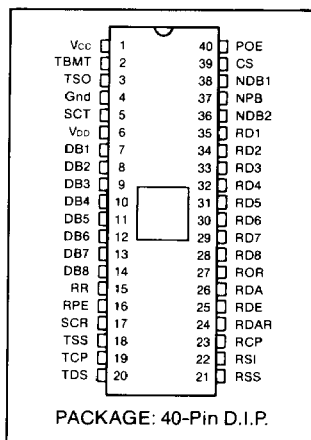 Vcc 1 40 POE
TBMT 2 39 CS
TSO 3 38 NDB1
Gnd 4 37 NPB
SCT 5 36 NDB2
VDD 6 35 RD1
DB1 7 34 RD2
DB2 8 33 RD3
DB3 9 32 RD4
DB4 10 31 RD5
DB5 11 30 RD6
DB6 12 29 RD7
DB7 13 28 RD8
DB8 14 27 ROR
RR 15 26 RDA
RPE 16 25 RDE
SCR 17 24 RDAR
TSS 18 23 RCP
TCP 19 22 RSI
TDS 20 21 RSS
PACKAGE: 40-Pin D.I.P.